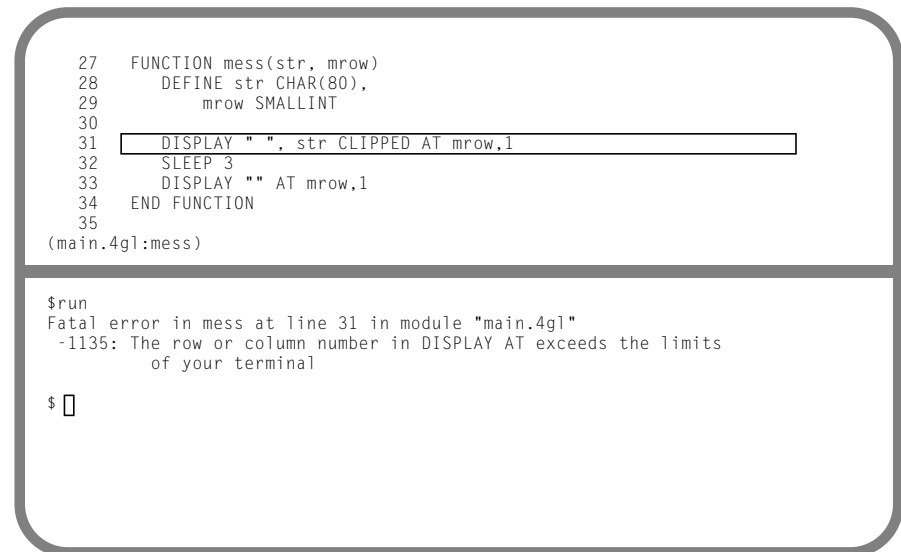 27 FUNCTION mess(str, mrow)
28 DEFINE str CHAR(80),
29 mrow SMALLINT
30
31 DISPLAY " ", str CLIPPED AT mrow,1
32 SLEEP 3
33 DISPLAY "" AT mrow,1
34 END FUNCTION
35
(main.4gl:mess)
$run
Fatal error in mess at line 31 in module "main.4gl"
-1135: The row or column number in DISPLAY AT exceeds the limits
of your terminal
$